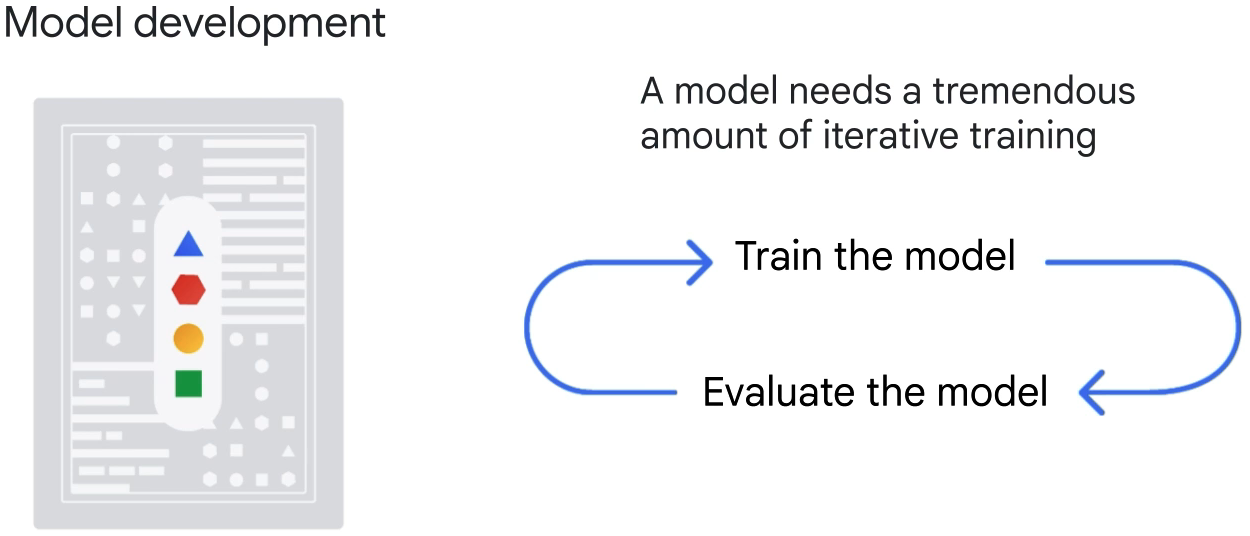 Model development
A model needs a tremendous
amount of iterative training
Train the model
Evaluate the model